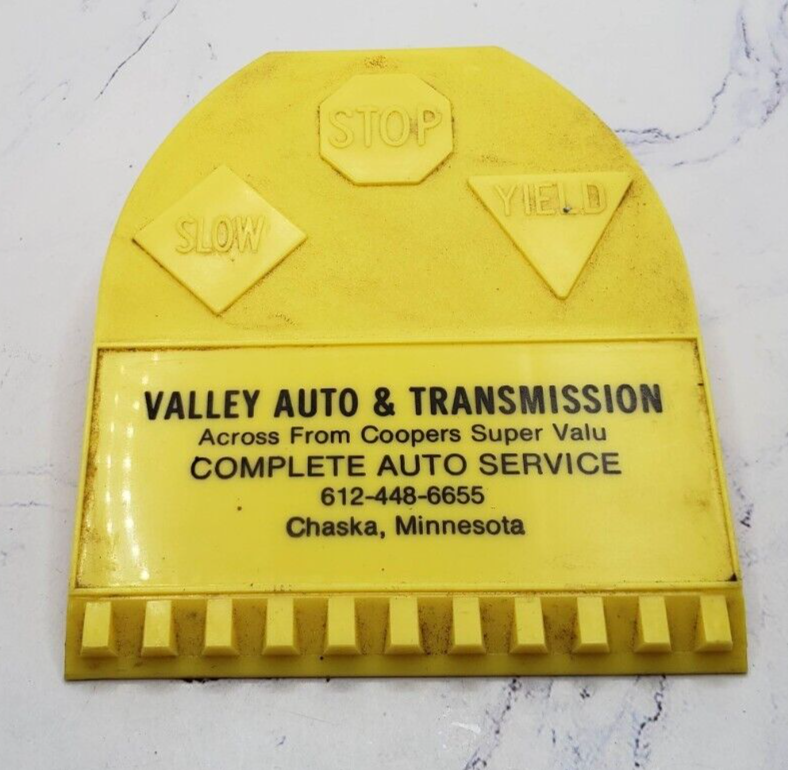 STOP
SLOW
YIELD
VALLEY AUTO & TRANSMISSION
Across From Coopers Super Valu
COMPLETE AUTO SERVICE
612-448-6655
Chaska, Minnesota